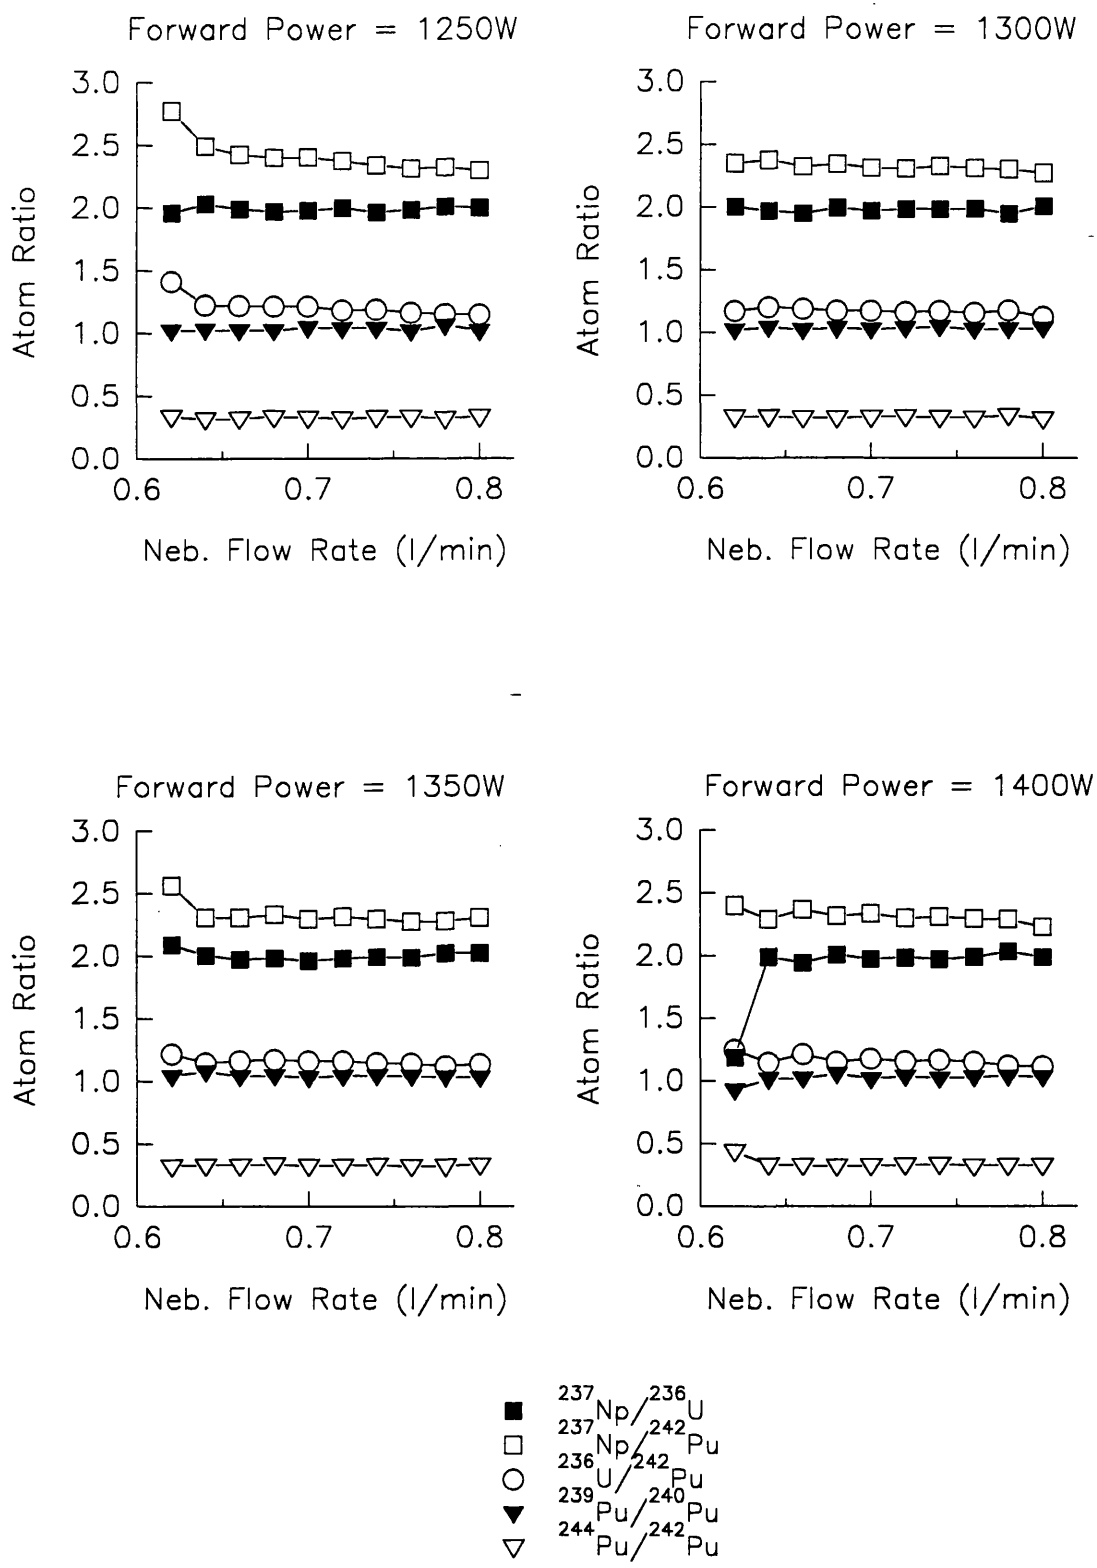 Forward Power = 1250W
3.0
2.5
2.0
1.5
1.0
0.5
0.0
0.6 0.7 0.8
Atom Ratio
Neb. Flow Rate (l/min)
Forward Power = 1300W
3.0
2.5
2.0
1.5
1.0
0.5
0.0
0.6 0.7 0.8
Atom Ratio
Neb. Flow Rate (l/min)
Forward Power = 1350W
3.0
2.5
2.0
1.5
1.0
0.5
0.0
0.6 0.7 0.8
Atom Ratio
Neb. Flow Rate (l/min)
Forward Power = 1400W
3.0
2.5
2.0
1.5
1.0
0.5
0.0
0.6 0.7 0.8
Atom Ratio
Neb. Flow Rate (l/min)
²³⁷Np/²³⁶U
²³⁷Np/²⁴²Pu
²³⁶U/²⁴²Pu
²³⁹Pu/²⁴⁰Pu
²⁴⁴Pu/²⁴²Pu